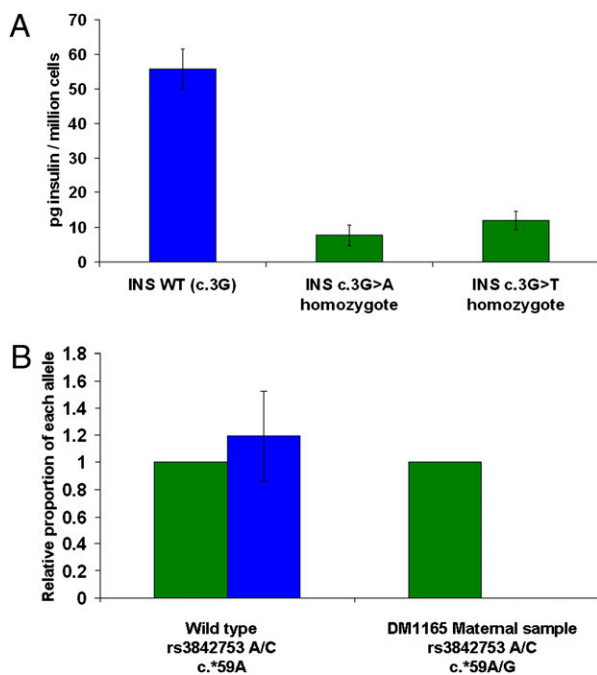 A
pg insulin / million cells
70
60
50
40
30
20
10
0
INS WT (c.3G)
INS c.3G>A
homozygote
INS c.3G>T
homozygote
B
Relative proportion of each allele
1.8
1.6
1.4
1.2
1
0.8
0.6
0.4
0.2
0
Wild type
rs3842753 A/C
c.*59A
DM1165 Maternal sample
rs3842753 A/C
c.*59A/G